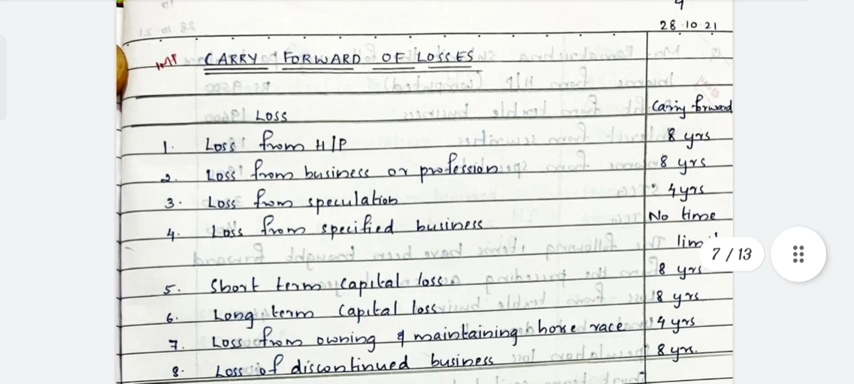 28.10.21
Imp CARRY FORWARD OF LOSSES
Loss Carry forward
1. Loss from H/P 8 yrs
2. Loss from business or profession 8 yrs
3. Loss from speculation 4 yrs
4. Loss from specified business No time
lim
7 / 13
5. Short term capital loss 8 yrs
6. Long term capital loss 8 yrs
7. Loss from owning & maintaining horse race 4 yrs
8. Loss of discontinued business 8 yrs.